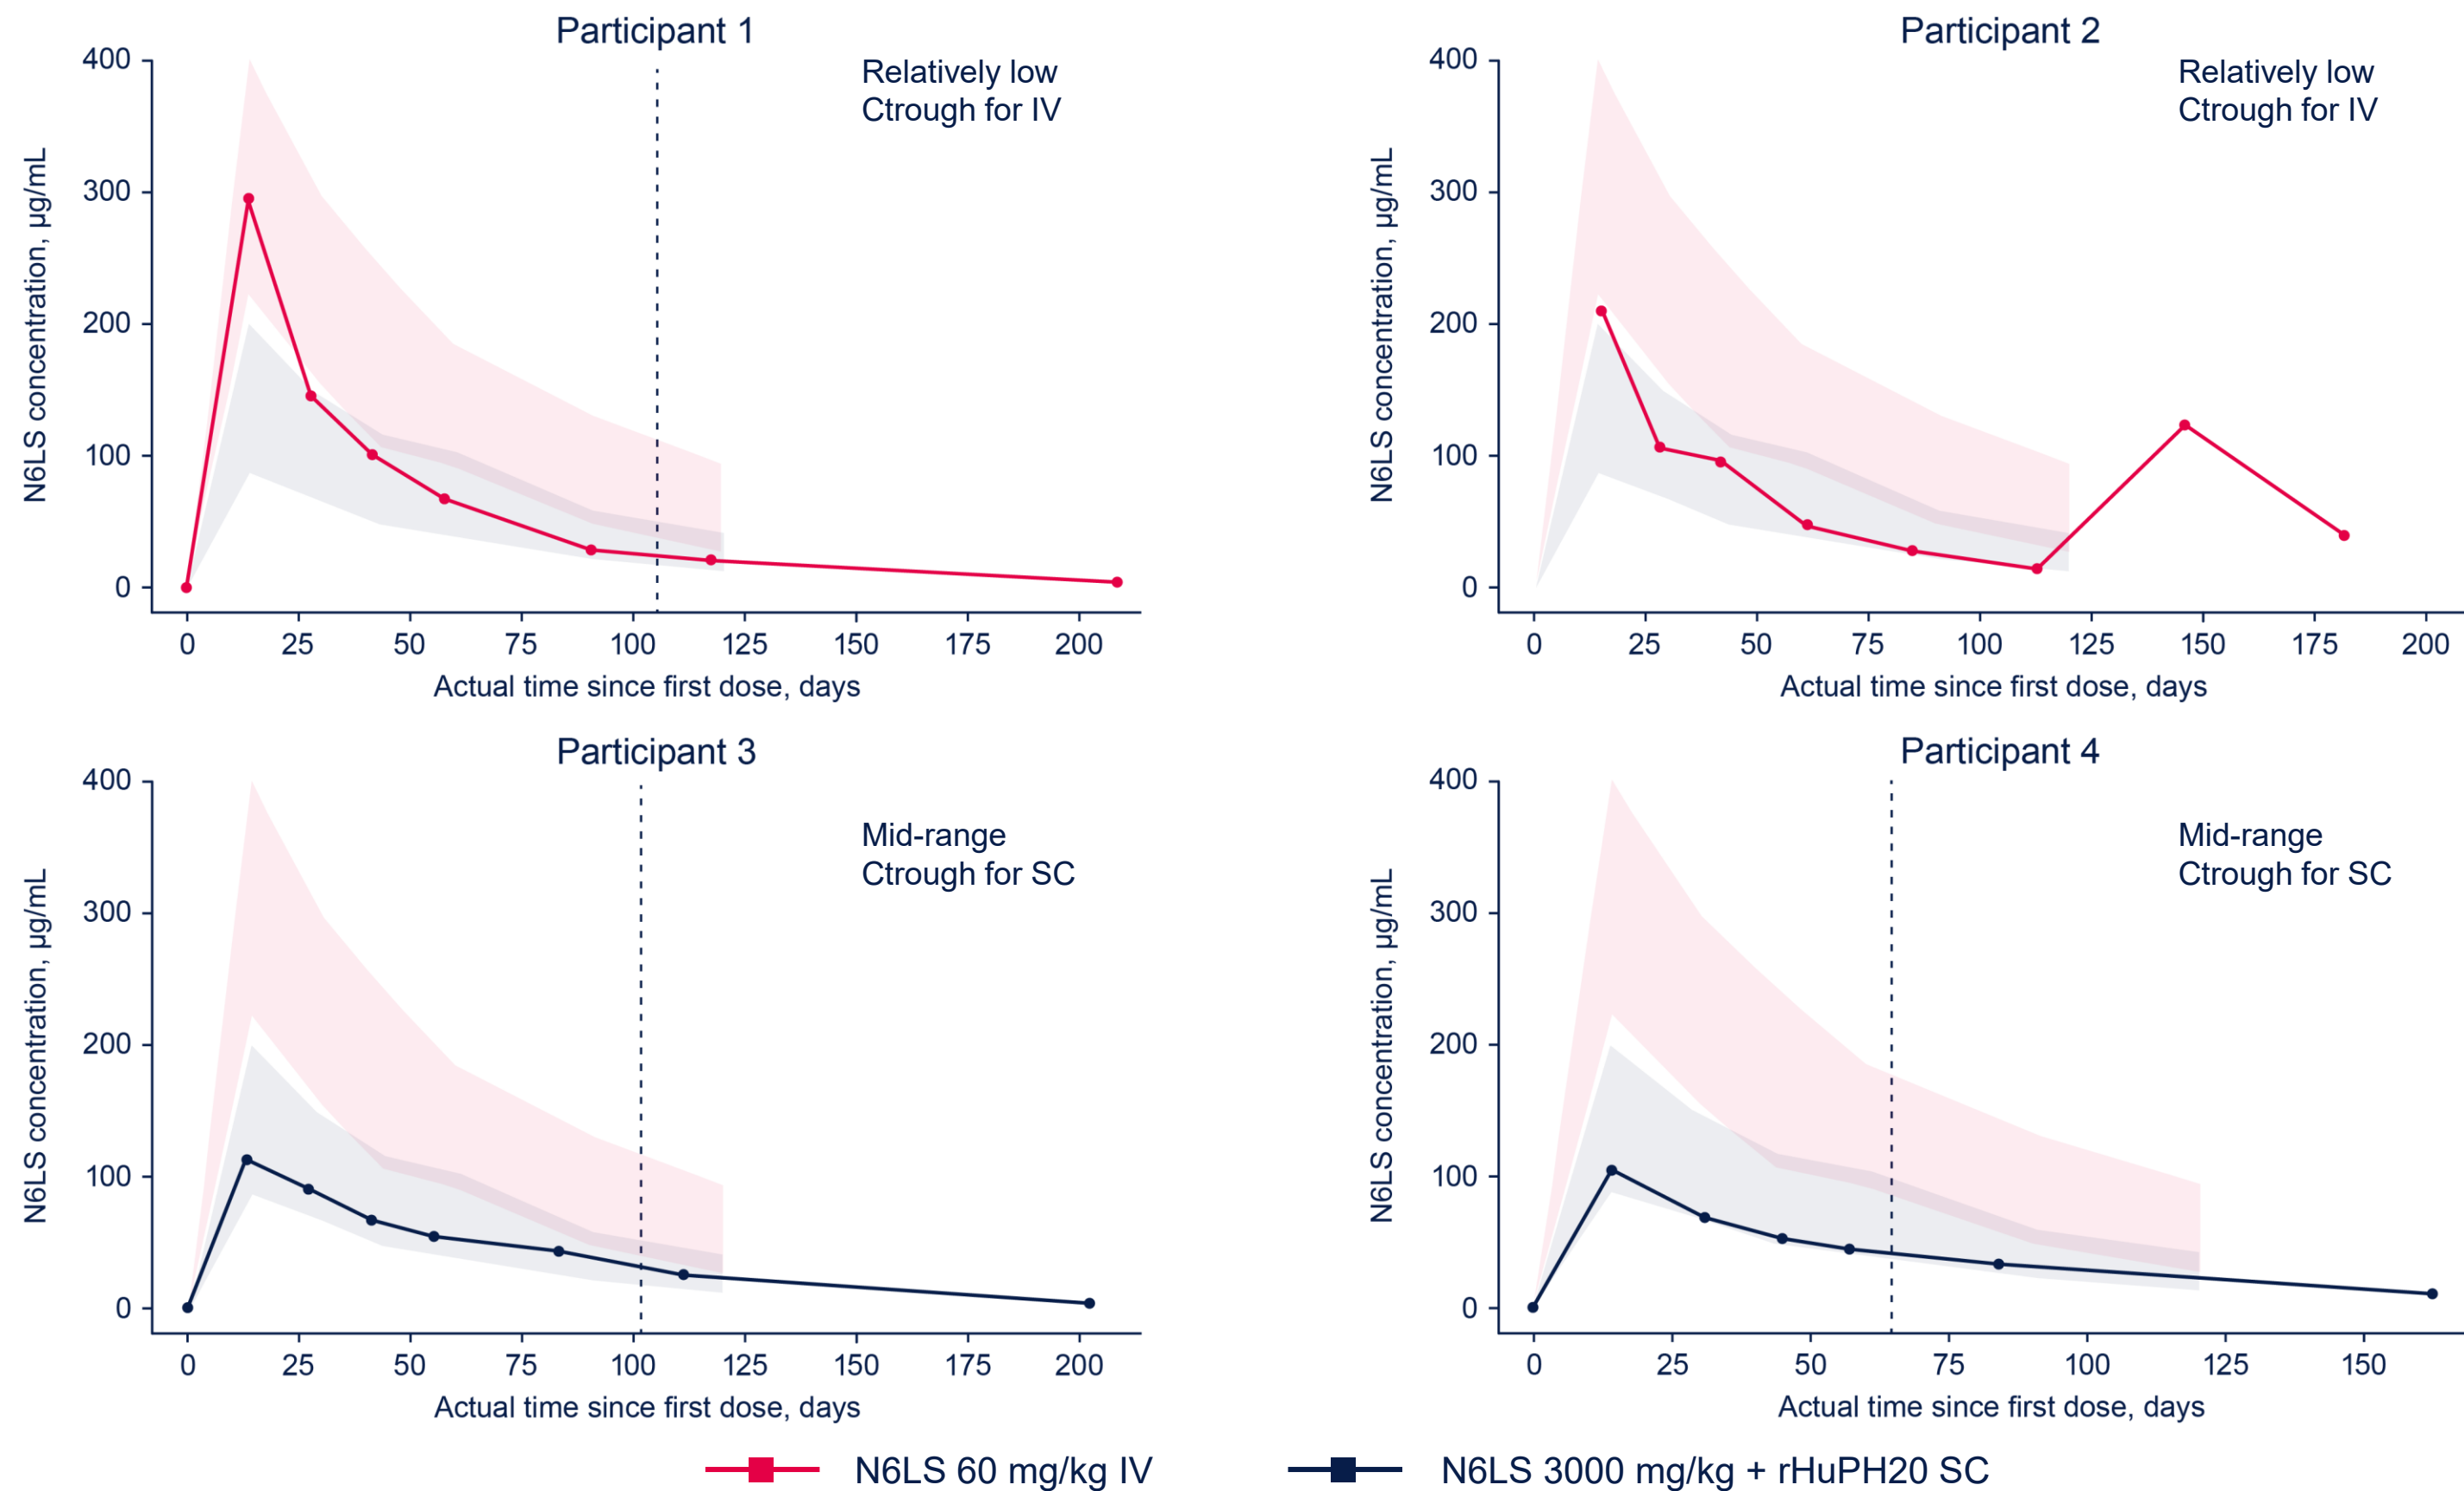 Participant 1
Relatively low
Ctrough for IV
N6LS concentration, µg/mL
400
300
200
100
0
0 25 50 75 100 125 150 175 200
Actual time since first dose, days
Participant 2
Relatively low
Ctrough for IV
N6LS concentration, µg/mL
400
300
200
100
0
0 25 50 75 100 125 150 175 200
Actual time since first dose, days
Participant 3
Mid-range
Ctrough for SC
N6LS concentration, µg/mL
400
300
200
100
0
0 25 50 75 100 125 150 175 200
Actual time since first dose, days
Participant 4
Mid-range
Ctrough for SC
N6LS concentration, µg/mL
400
300
200
100
0
0 25 50 75 100 125 150
Actual time since first dose, days
N6LS 60 mg/kg IV
N6LS 3000 mg/kg + rHuPH20 SC